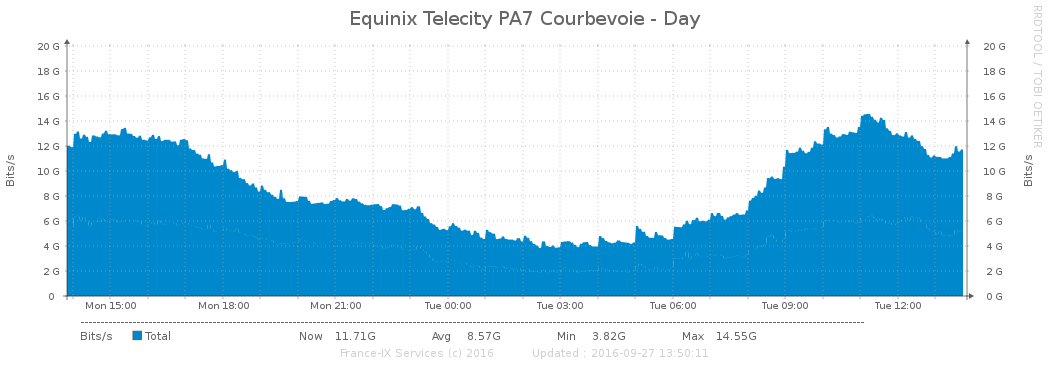 Equinix Telecity PA7 Courbevoie - Day
RRDTOOL / TOBI OETIKER
20 G 20 G
18 G 18 G
16 G 16 G
14 G 14 G
12 G 12 G
10 G 10 G
8 G 8 G
6 G 6 G
4 G 4 G
2 G 2 G
0 0 G
Bits/s Bits/s
Mon 15:00 Mon 18:00 Mon 21:00 Tue 00:00 Tue 03:00 Tue 06:00 Tue 09:00 Tue 12:00
Bits/s Total Now 11.71G Avg 8.57G Min 3.82G Max 14.55G
France-IX Services (c) 2016 Updated : 2016-09-27 13:50:11